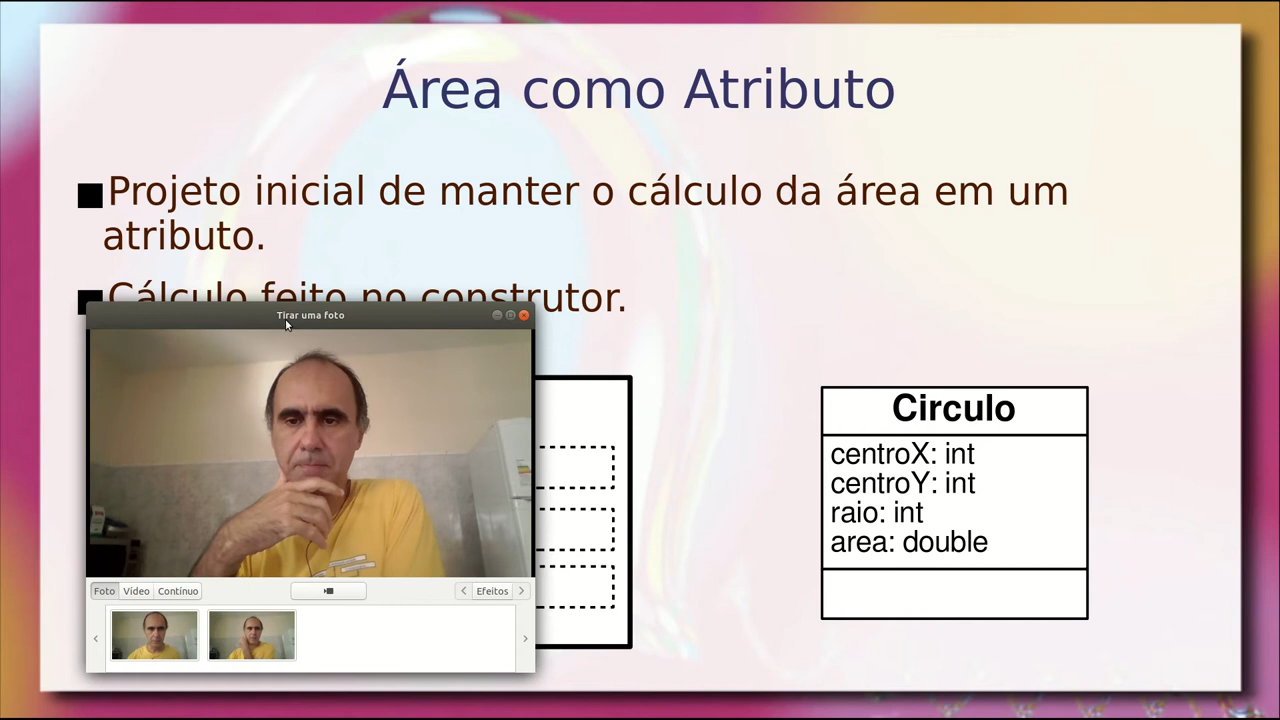 Área como Atributo
Projeto inicial de manter o cálculo da área em um
atributo.
Cálculo feito no construtor.
Tirar uma foto
Circulo
centroX: int
centroY: int
raio: int
area: double
Foto Vídeo Contínuo
Efeitos